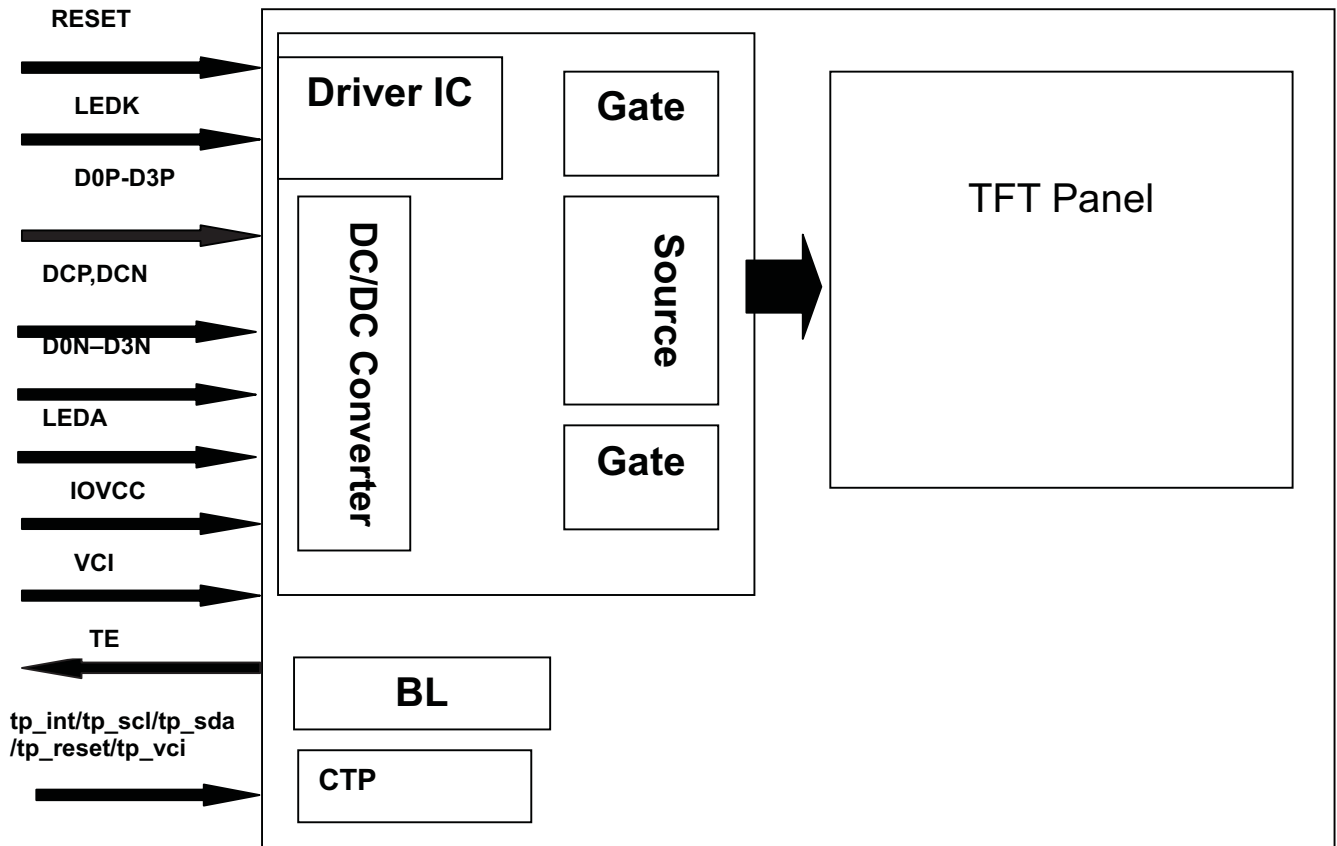 RESET
LEDK
D0P-D3P
DCP,DCN
D0N–D3N
LEDA
IOVCC
VCI
TE
tp_int/tp_scl/tp_sda
/tp_reset/tp_vci
Driver IC
DC/DC Converter
Gate
Source
Gate
BL
CTP
TFT Panel